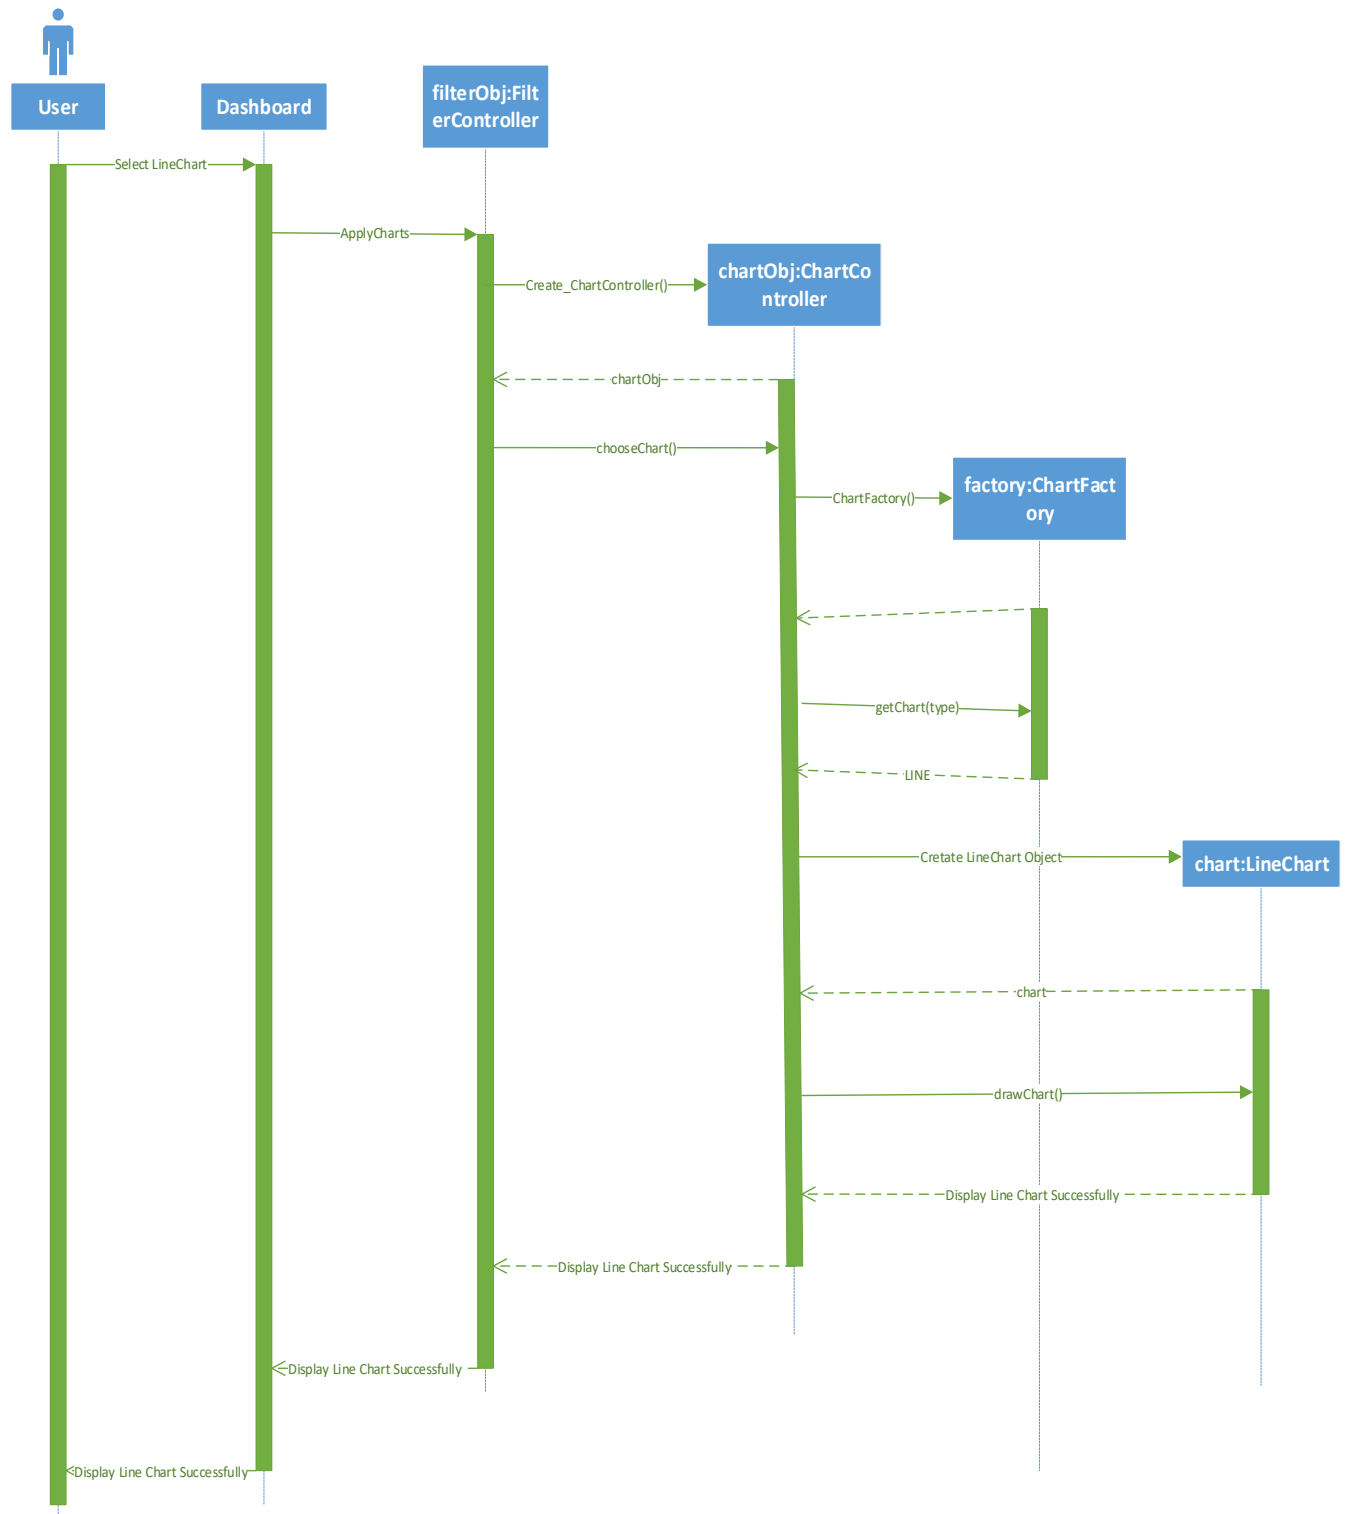 User
Dashboard
filterObj:Filt
erController
Select LineChart
ApplyCharts
chartObj:ChartCo
ntroller
Create_ChartController()
chartObj
chooseChart()
factory:ChartFact
ory
ChartFactory()
getChart(type)
LINE
Cretate LineChart Object
chart:LineChart
chart
drawChart()
Display Line Chart Successfully
Display Line Chart Successfully
Display Line Chart Successfully
Display Line Chart Successfully